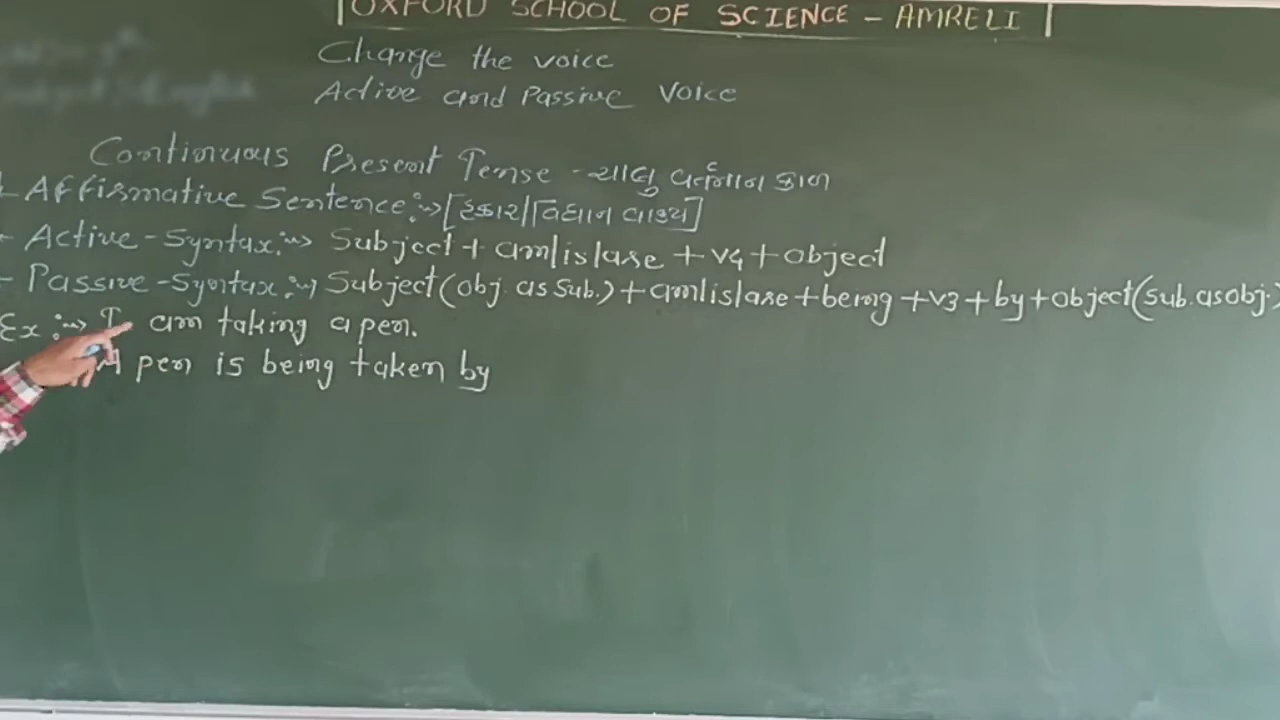 OXFORD SCHOOL OF SCIENCE - AMRELI
Change the voice
Active and Passive Voice
Continuous Present Tense - ચાલુ વર્તમાન કાળ
Affirmative Sentence :→ [હકાર/વિધાન વાક્ય]
- Active-Syntax :→ Subject + am/is/are + V4 + object
- Passive-Syntax :→ Subject (obj. as Sub.) + am/is/are + being + V3 + by + object (sub. as obj.)
Ex :→ I am taking a pen.
A pen is being taken by